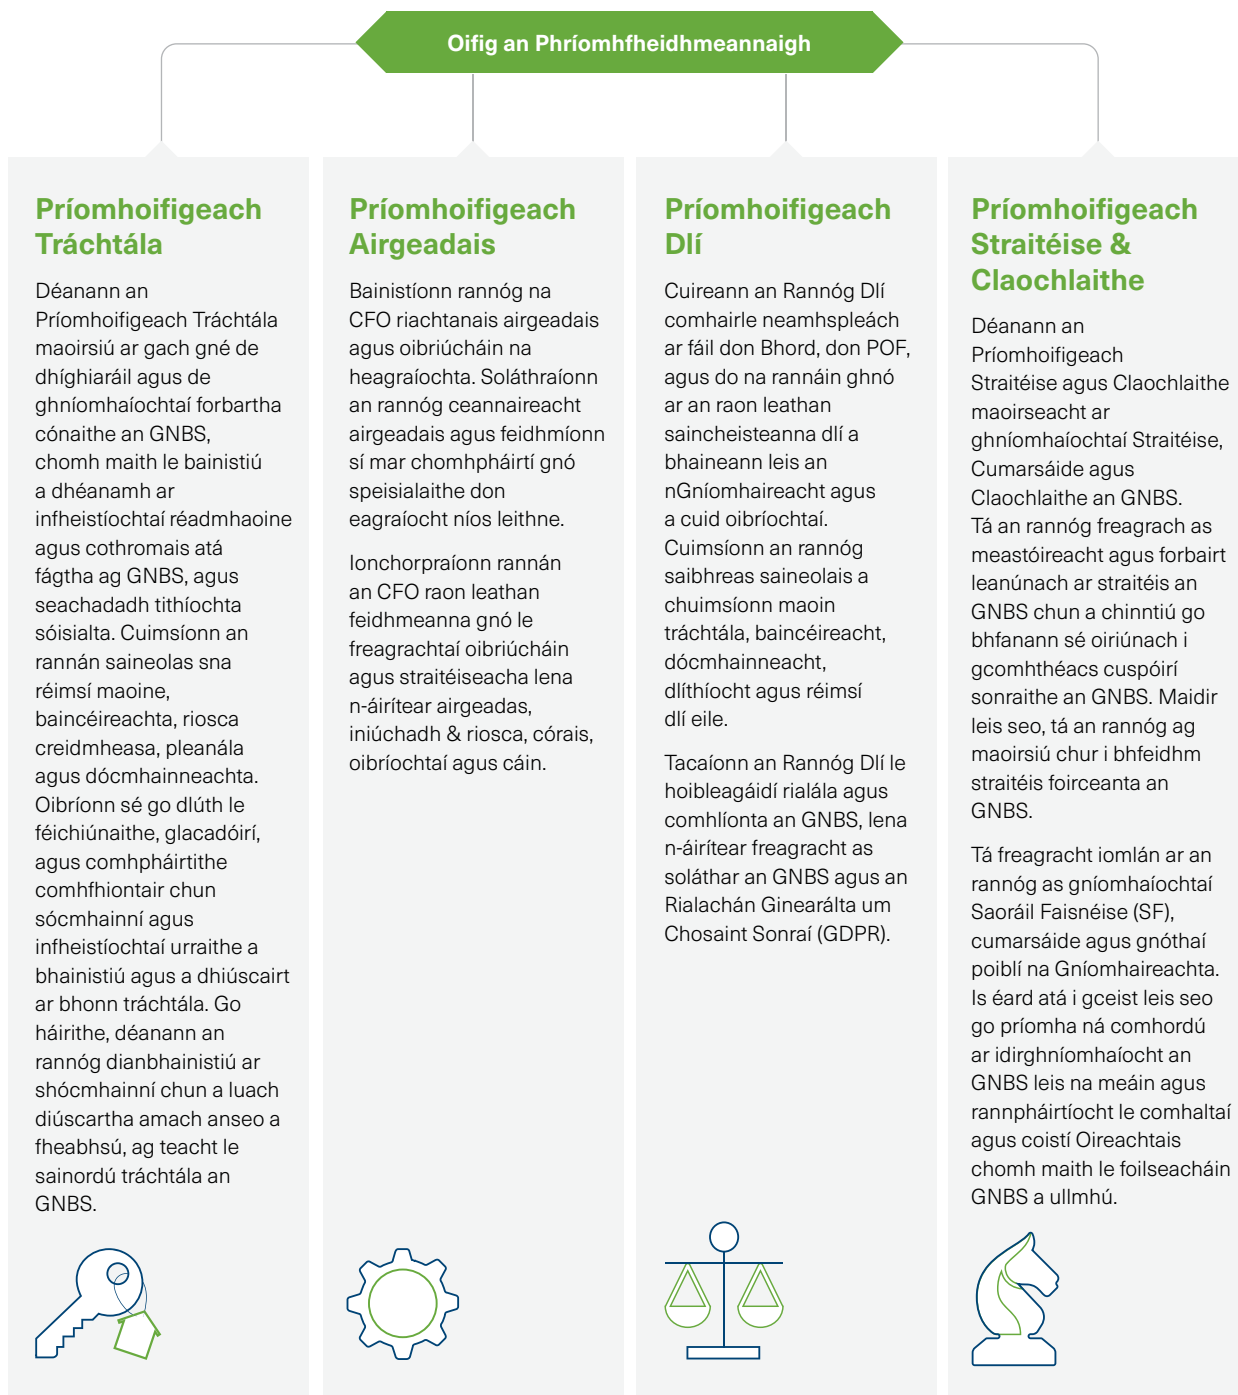 Oifig an Phríomhfheidhmeannaigh
Príomhoifigeach
Tráchtála
Déanann an
Príomhoifigeach Tráchtála
maoirsiú ar gach gné de
dhíghiaráil agus de
ghníomhaíochtaí forbartha
cónaithe an GNBS,
chomh maith le bainistiú
a dhéanamh ar
infheistíochtaí réadmhaoine
agus cothromais atá
fágtha ag GNBS, agus
seachadadh tithíochta
sóisialta. Cuimsíonn an
rannán saineolas sna
réimsí maoine,
baincéireachta, riosca
creidmheasa, pleanála
agus dócmhainneachta.
Oibríonn sé go dlúth le
féichiúnaithe, glacadóirí,
agus comhpháirtithe
comhfhiontair chun
sócmhainní agus
infheistíochtaí urraithe a
bhainistiú agus a dhiúscairt
ar bhonn tráchtála. Go
háirithe, déanann an
rannóg dianbhainistiú ar
shócmhainní chun a luach
diúscartha amach anseo a
fheabhsú, ag teacht le
sainordú tráchtála an
GNBS.
Príomhoifigeach
Airgeadais
Bainistíonn rannóg na
CFO riachtanais airgeadais
agus oibriúcháin na
heagraíochta. Soláthraíonn
an rannóg ceannaireacht
airgeadais agus feidhmíonn
sí mar chomhpháirtí gnó
speisialaithe don
eagraíocht níos leithne.
Ionchorpraíonn rannán
an CFO raon leathan
feidhmeanna gnó le
freagrachtaí oibriúcháin
agus straitéiseacha lena
n-áirítear airgeadas,
iniúchadh & riosca, córais,
oibríochtaí agus cáin.
Príomhoifigeach
Dlí
Cuireann an Rannóg Dlí
comhairle neamhspleách
ar fáil don Bhord, don POF,
agus do na rannáin ghnó
ar an raon leathan
saincheisteanna dlí a
bhaineann leis an
nGníomhaireacht agus
a cuid oibríochtaí.
Cuimsíonn an rannóg
saibhreas saineolais a
chuimsíonn maoin
tráchtála, baincéireacht,
dócmhainneacht,
dlíthíocht agus réimsí
dlí eile.
Tacaíonn an Rannóg Dlí le
hoibleagáidí rialála agus
comhlíonta an GNBS, lena
n-áirítear freagracht as
soláthar an GNBS agus an
Rialachán Ginearálta um
Chosaint Sonraí (GDPR).
Príomhoifigeach
Straitéise &
Claochlaithe
Déanann an
Príomhoifigeach
Straitéise agus Claochlaithe
maoirseacht ar
ghníomhaíochtaí Straitéise,
Cumarsáide agus
Claochlaithe an GNBS.
Tá an rannóg freagrach as
meastóireacht agus forbairt
leanúnach ar straitéis an
GNBS chun a chinntiú go
bhfanann sé oiriúnach i
gcomhthéacs cuspóirí
sonraithe an GNBS. Maidir
leis seo, tá an rannóg ag
maoirsiú chur i bhfeidhm
straitéis foirceanta an
GNBS.
Tá freagracht iomlán ar an
rannóg as gníomhaíochtaí
Saoráil Faisnéise (SF),
cumarsáide agus gnóthaí
poiblí na Gníomhaireachta.
Is éard atá i gceist leis seo
go príomha ná comhordú
ar idirghníomhaíocht an
GNBS leis na meáin agus
rannpháirtíocht le comhaltaí
agus coistí Oireachtais
chomh maith le foilseacháin
GNBS a ullmhú.